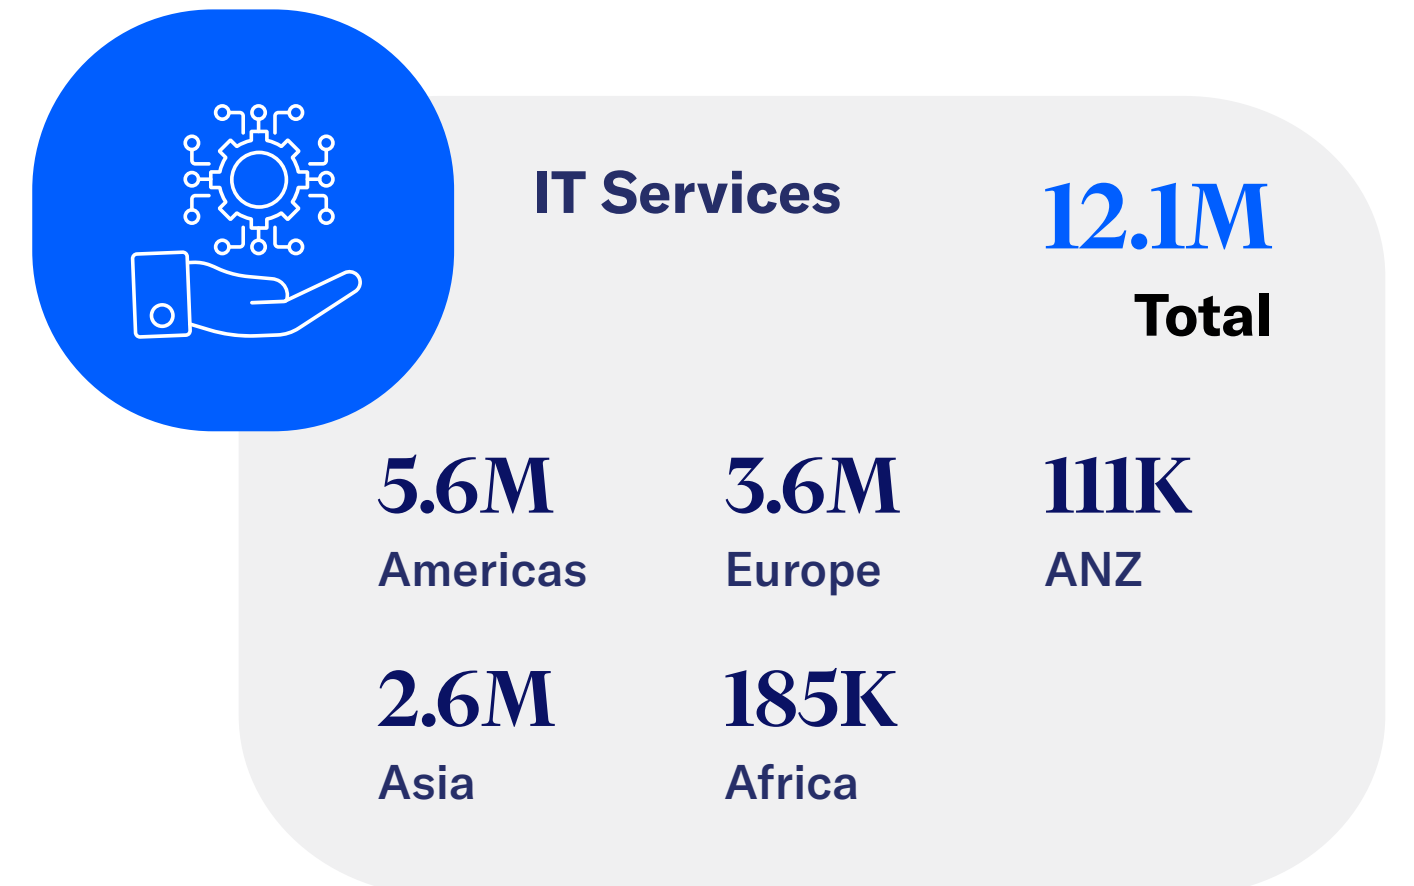 IT Services
12.1M
Total
5.6M
Americas
3.6M
Europe
111K
ANZ
2.6M
Asia
185K
Africa